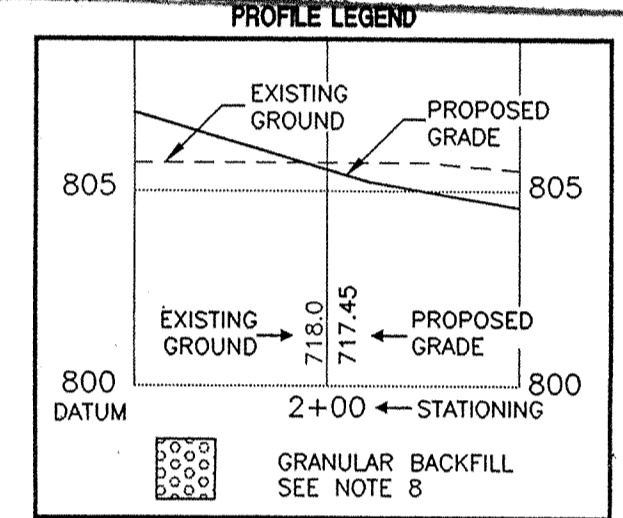 PROFILE LEGEND
EXISTING
GROUND
PROPOSED
GRADE
805
805
EXISTING
GROUND
718.0
717.45
PROPOSED
GRADE
800
800
DATUM
2+00
STATIONING
GRANULAR BACKFILL
SEE NOTE 8